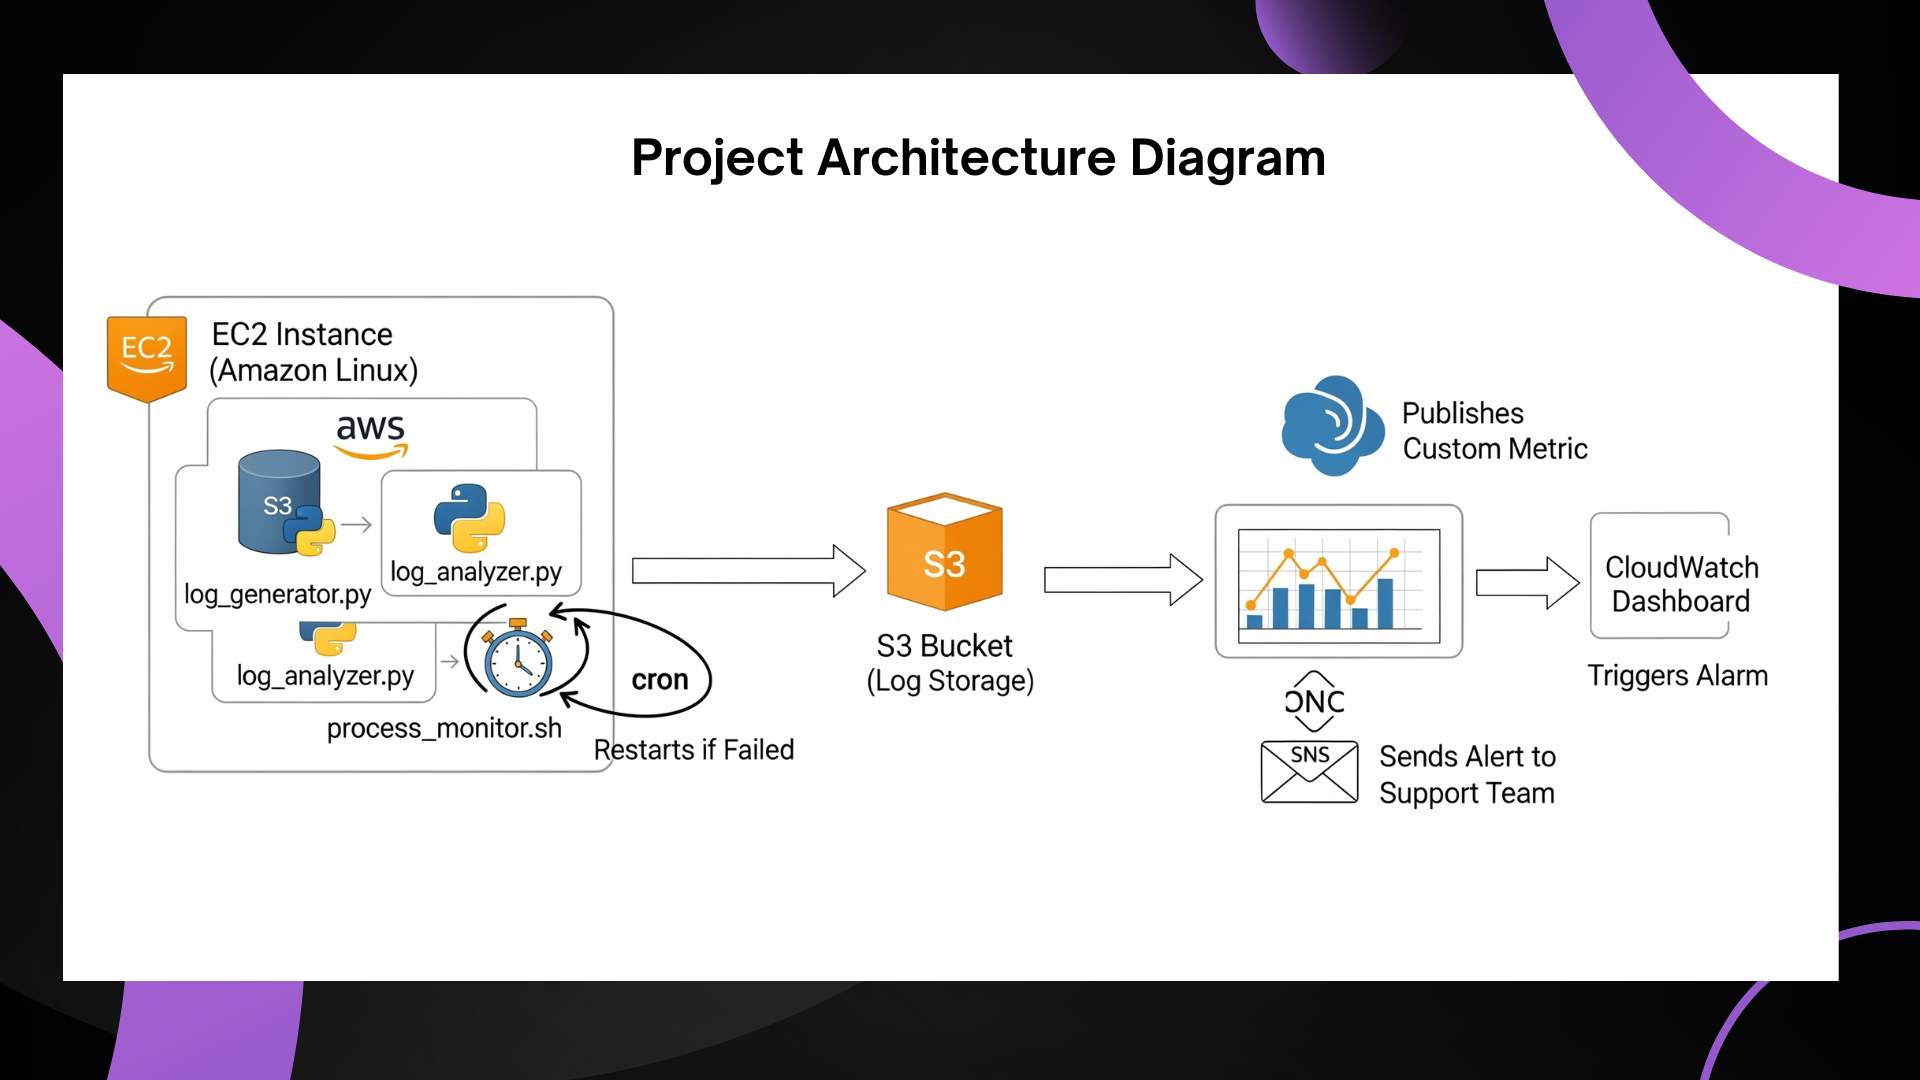 Project Architecture Diagram
EC2
EC2 Instance
(Amazon Linux)
aws
S3
log_generator.py
log_analyzer.py
log_analyzer.py
process_monitor.sh
cron
Restarts if Failed
S3
S3 Bucket
(Log Storage)
Publishes
Custom Metric
CloudWatch
Dashboard
Triggers Alarm
ONC
SNS
Sends Alert to
Support Team